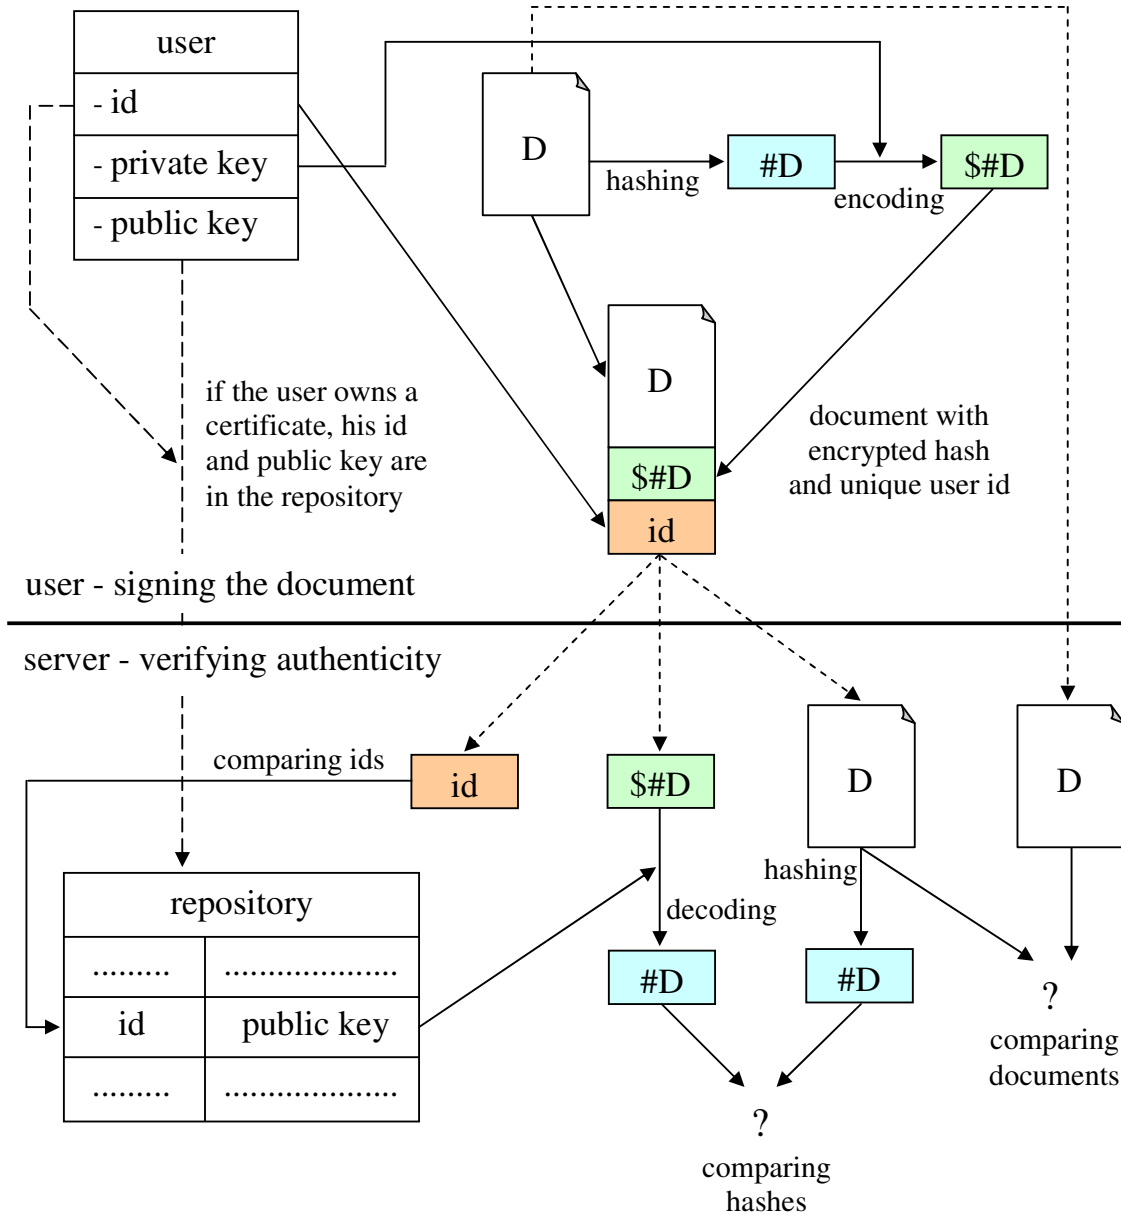 user
- id
- private key
- public key
D
hashing
#D
encoding
$#D
if the user owns a
certificate, his id
and public key are
in the repository
D
$#D
id
document with
encrypted hash
and unique user id
user - signing the document
server - verifying authenticity
comparing ids
id
$#D
D
D
hashing
decoding
repository
......... ....................
id public key
......... ....................
#D
#D
?
comparing
documents
?
comparing
hashes